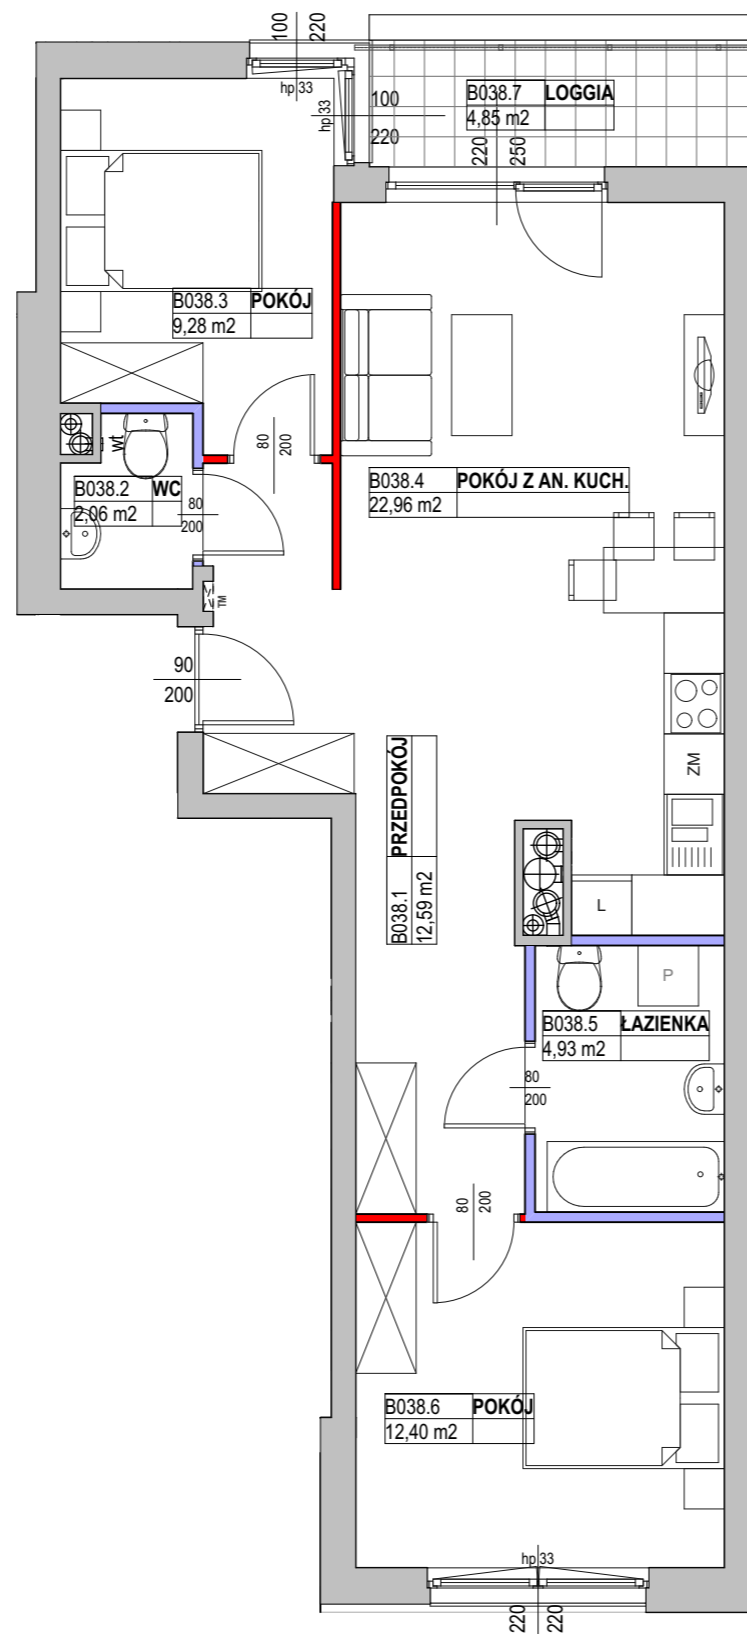 100
220
hp 33
hp 33
100
220
B038.7 LOGGIA
4,85 m2
220
250
B038.3 POKÓJ
9,28 m2
80
200
wt
B038.2 WC
2,06 m2
80
200
B038.4 POKÓJ Z AN. KUCH.
22,96 m2
TM
90
200
ZM
B038.1 PRZEDPOKÓJ
12,59 m2
L
P
B038.5 ŁAZIENKA
4,93 m2
80
200
80
200
B038.6 POKÓJ
12,40 m2
hp 33
220
220